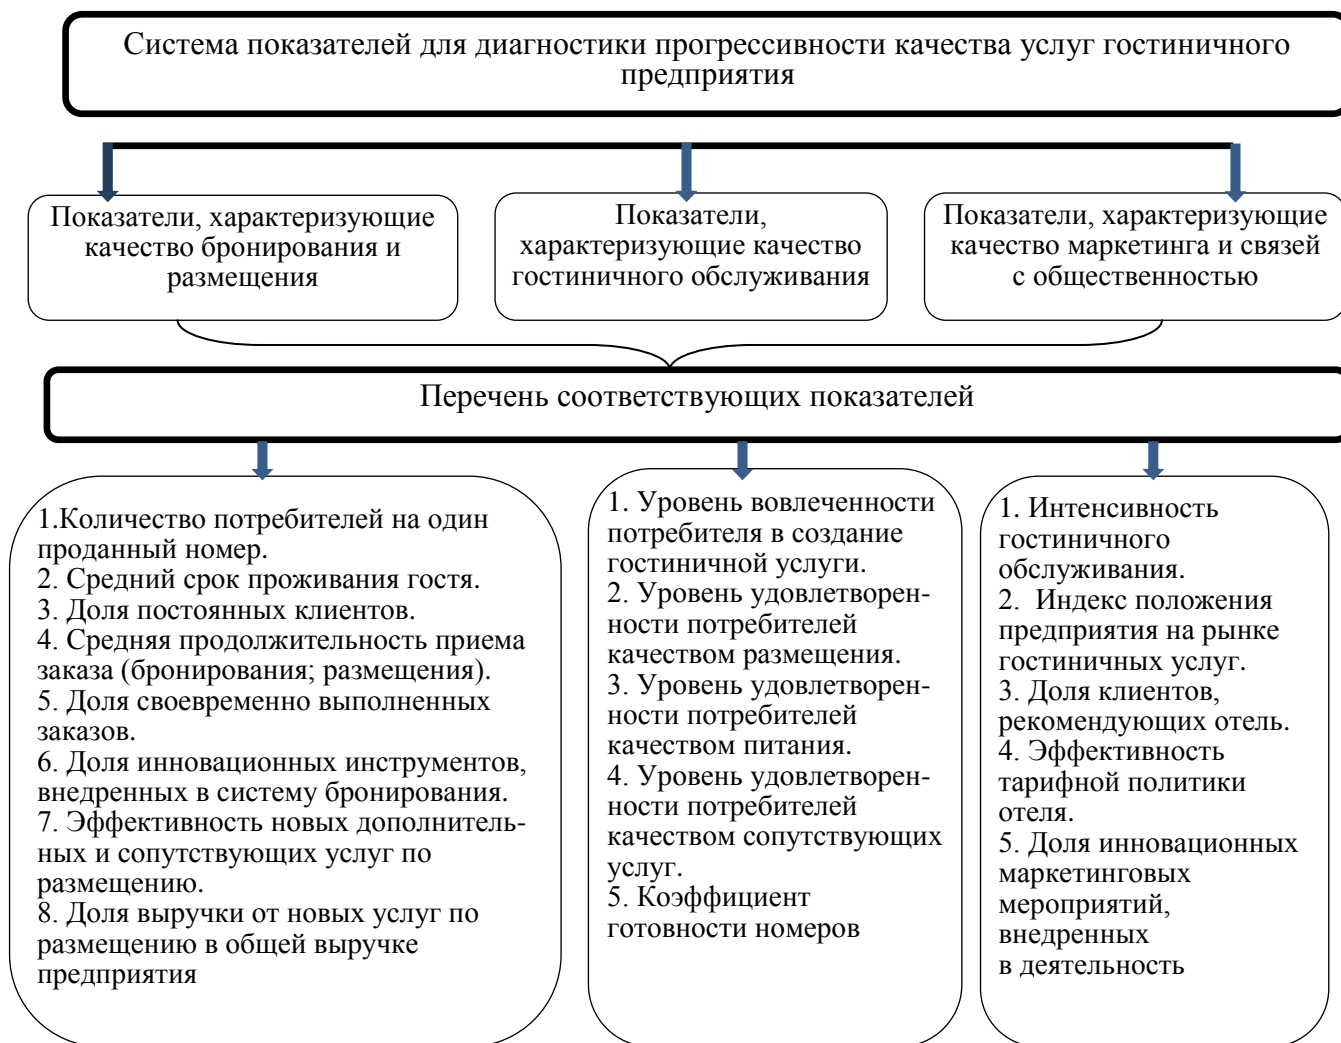 Система показателей для диагностики прогрессивности качества услуг гостиничного
предприятия
Показатели, характеризующие
качество бронирования и
размещения
Показатели,
характеризующие качество
гостиничного обслуживания
Показатели, характеризующие
качество маркетинга и связей
с общественностью
Перечень соответствующих показателей
1.Количество потребителей на один
проданный номер.
2. Средний срок проживания гостя.
3. Доля постоянных клиентов.
4. Средняя продолжительность приема
заказа (бронирования; размещения).
5. Доля своевременно выполненных
заказов.
6. Доля инновационных инструментов,
внедренных в систему бронирования.
7. Эффективность новых дополнитель-
ных и сопутствующих услуг по
размещению.
8. Доля выручки от новых услуг по
размещению в общей выручке
предприятия
1. Уровень вовлеченности
потребителя в создание
гостиничной услуги.
2. Уровень удовлетворен-
ности потребителей
качеством размещения.
3. Уровень удовлетворен-
ности потребителей
качеством питания.
4. Уровень удовлетворен-
ности потребителей
качеством сопутствующих
услуг.
5. Коэффициент
готовности номеров
1. Интенсивность
гостиничного
обслуживания.
2. Индекс положения
предприятия на рынке
гостиничных услуг.
3. Доля клиентов,
рекомендующих отель.
4. Эффективность
тарифной политики
отеля.
5. Доля инновационных
маркетинговых
мероприятий,
внедренных
в деятельность